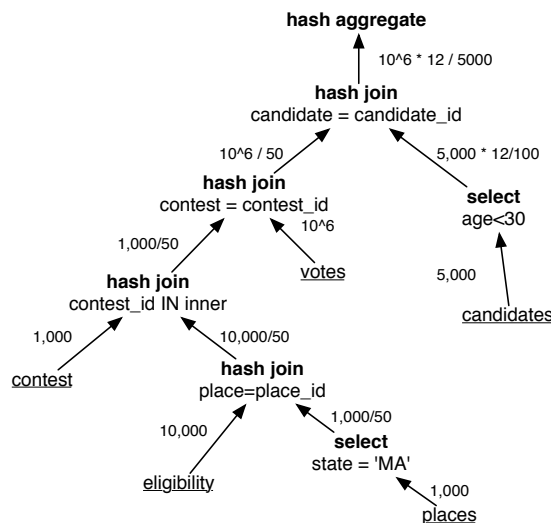 hash aggregate
10^6 * 12 / 5000
hash join
candidate = candidate_id
10^6 / 50
5,000 * 12/100
hash join
contest = contest_id
select
age<30
10^6
1,000/50
votes
5,000
hash join
contest_id IN inner
candidates
1,000
10,000/50
contest
hash join
place=place_id
10,000
1,000/50
select
state = 'MA'
eligibility
1,000
places